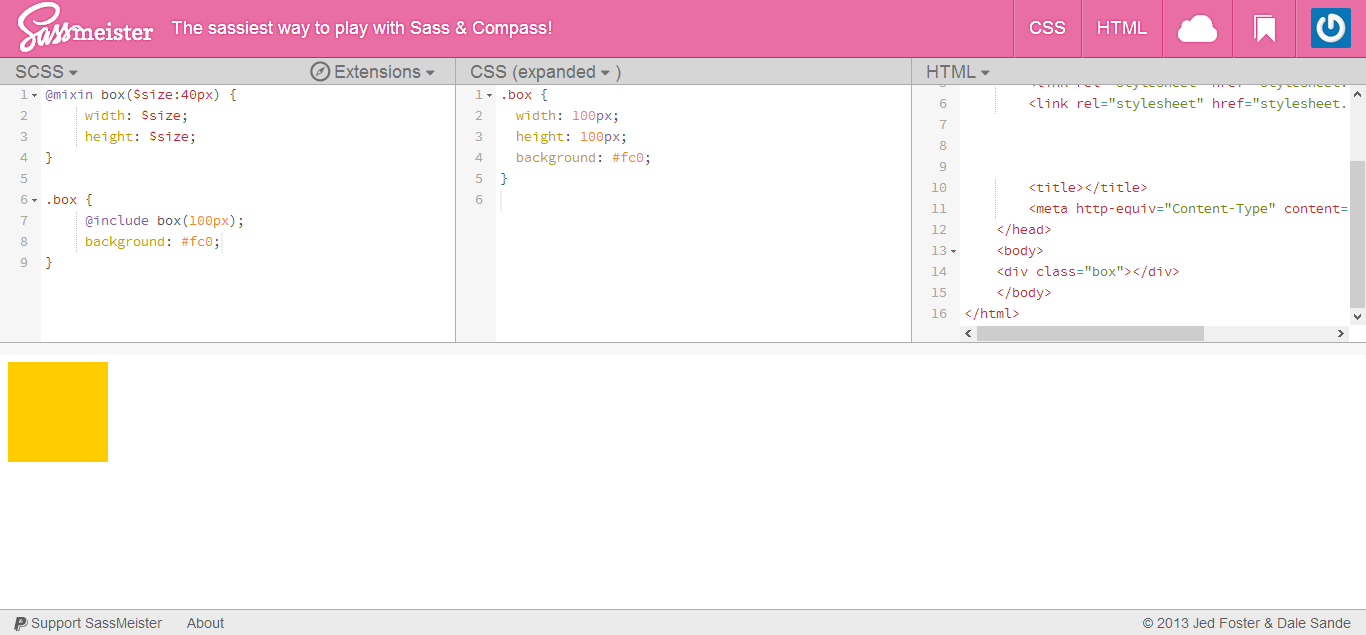 Sassmeister The sassiest way to play with Sass & Compass! CSS HTML
SCSS Extensions CSS (expanded ) HTML
1 @mixin box($size:40px) {
2 width: $size;
3 height: $size;
4 }
5
6 .box {
7 @include box(100px);
8 background: #fc0;
9 }
1 .box {
2 width: 100px;
3 height: 100px;
4 background: #fc0;
5 }
6
6 <link rel="stylesheet" href="stylesheet.
7
8
9
10 <title></title>
11 <meta http-equiv="Content-Type" content=
12 </head>
13 <body>
14 <div class="box"></div>
15 </body>
16 </html>
Support SassMeister About © 2013 Jed Foster & Dale Sande